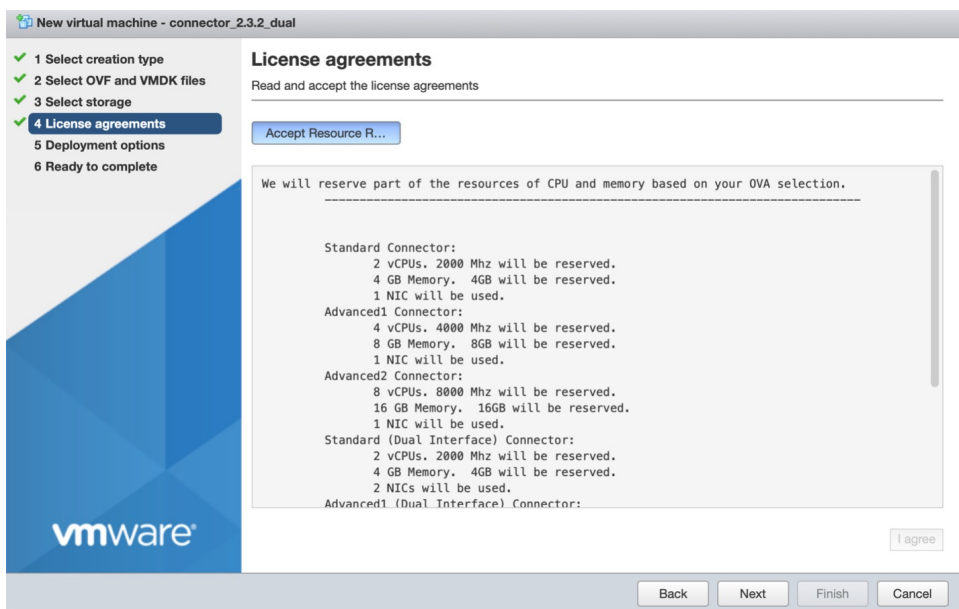 New virtual machine - connector_2.3.2_dual
1 Select creation type
2 Select OVF and VMDK files
3 Select storage
4 License agreements
5 Deployment options
6 Ready to complete
vmware®
License agreements
Read and accept the license agreements
Accept Resource R...
We will reserve part of the resources of CPU and memory based on your OVA selection.
-----------------------------------------------------------------------------
Standard Connector:
2 vCPUs. 2000 Mhz will be reserved.
4 GB Memory.  4GB will be reserved.
1 NIC will be used.
Advanced1 Connector:
4 vCPUs. 4000 Mhz will be reserved.
8 GB Memory.  8GB will be reserved.
1 NIC will be used.
Advanced2 Connector:
8 vCPUs. 8000 Mhz will be reserved.
16 GB Memory.  16GB will be reserved.
1 NIC will be used.
Standard (Dual Interface) Connector:
2 vCPUs. 2000 Mhz will be reserved.
4 GB Memory.  4GB will be reserved.
2 NICs will be used.
Advanced1 (Dual Interface) Connector:
I agree
Back
Next
Finish
Cancel